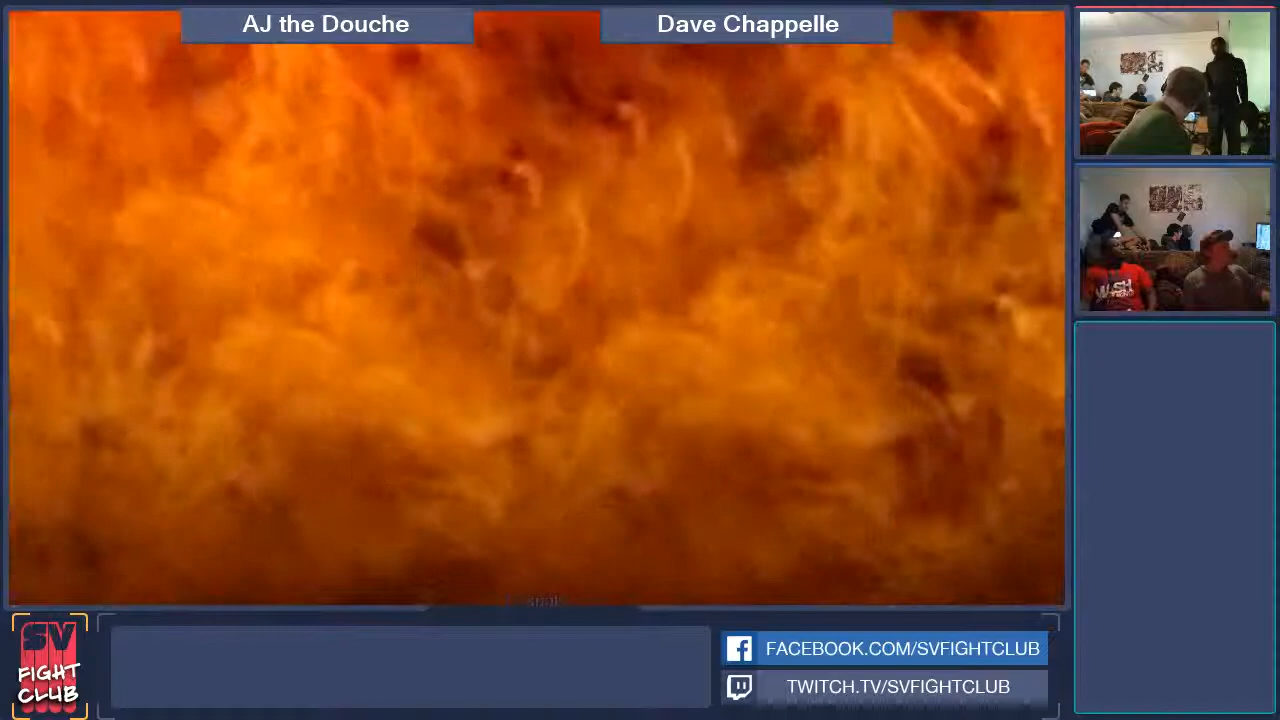 AJ the Douche
Dave Chappelle
SV
FIGHT
CLUB
FACEBOOK.COM/SVFIGHTCLUB
TWITCH.TV/SVFIGHTCLUB